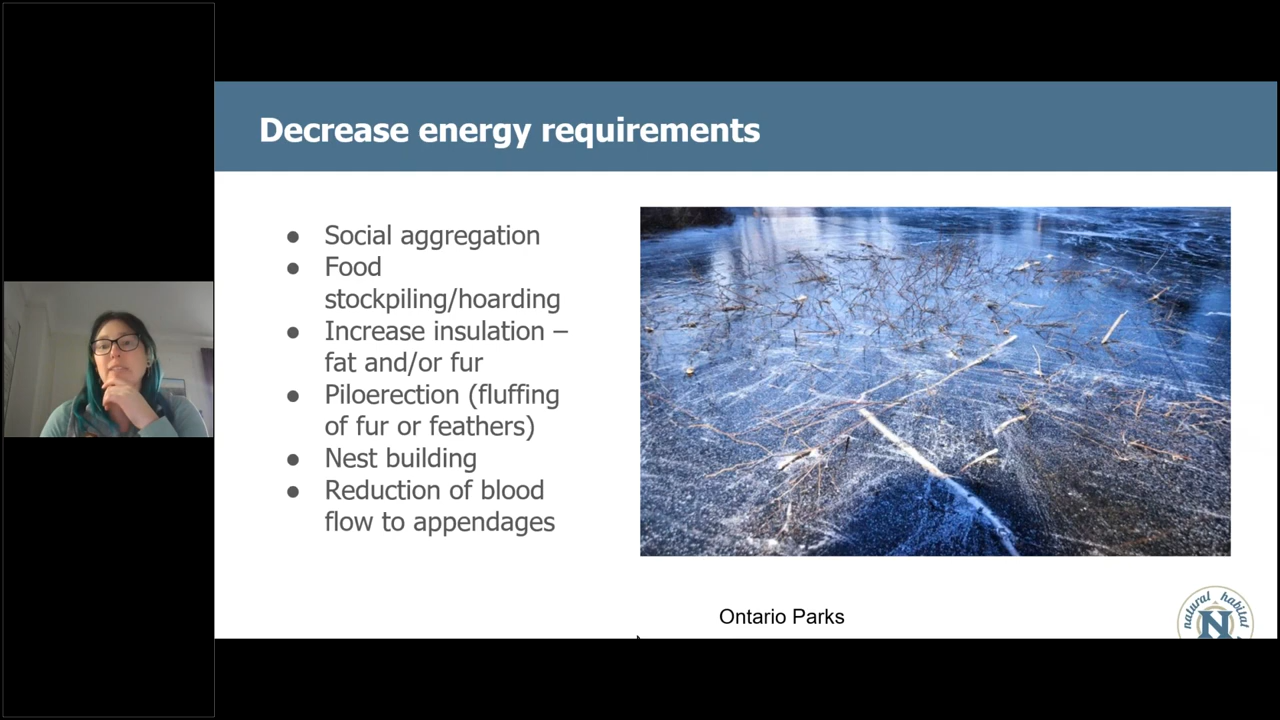 Decrease energy requirements
● Social aggregation
● Food
stockpiling/hoarding
● Increase insulation –
fat and/or fur
● Piloerection (fluffing
of fur or feathers)
● Nest building
● Reduction of blood
flow to appendages
Ontario Parks
natural habitat
N